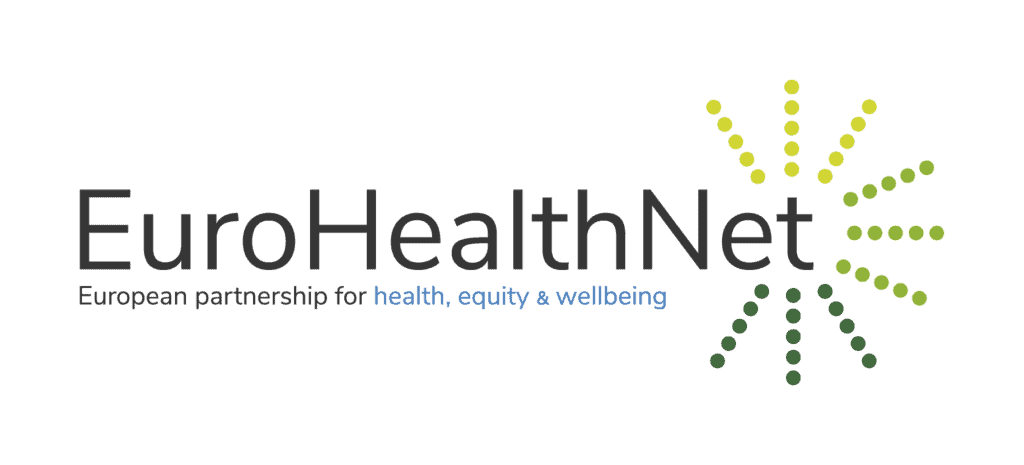 EuroHealthNet
European partnership for health, equity & wellbeing